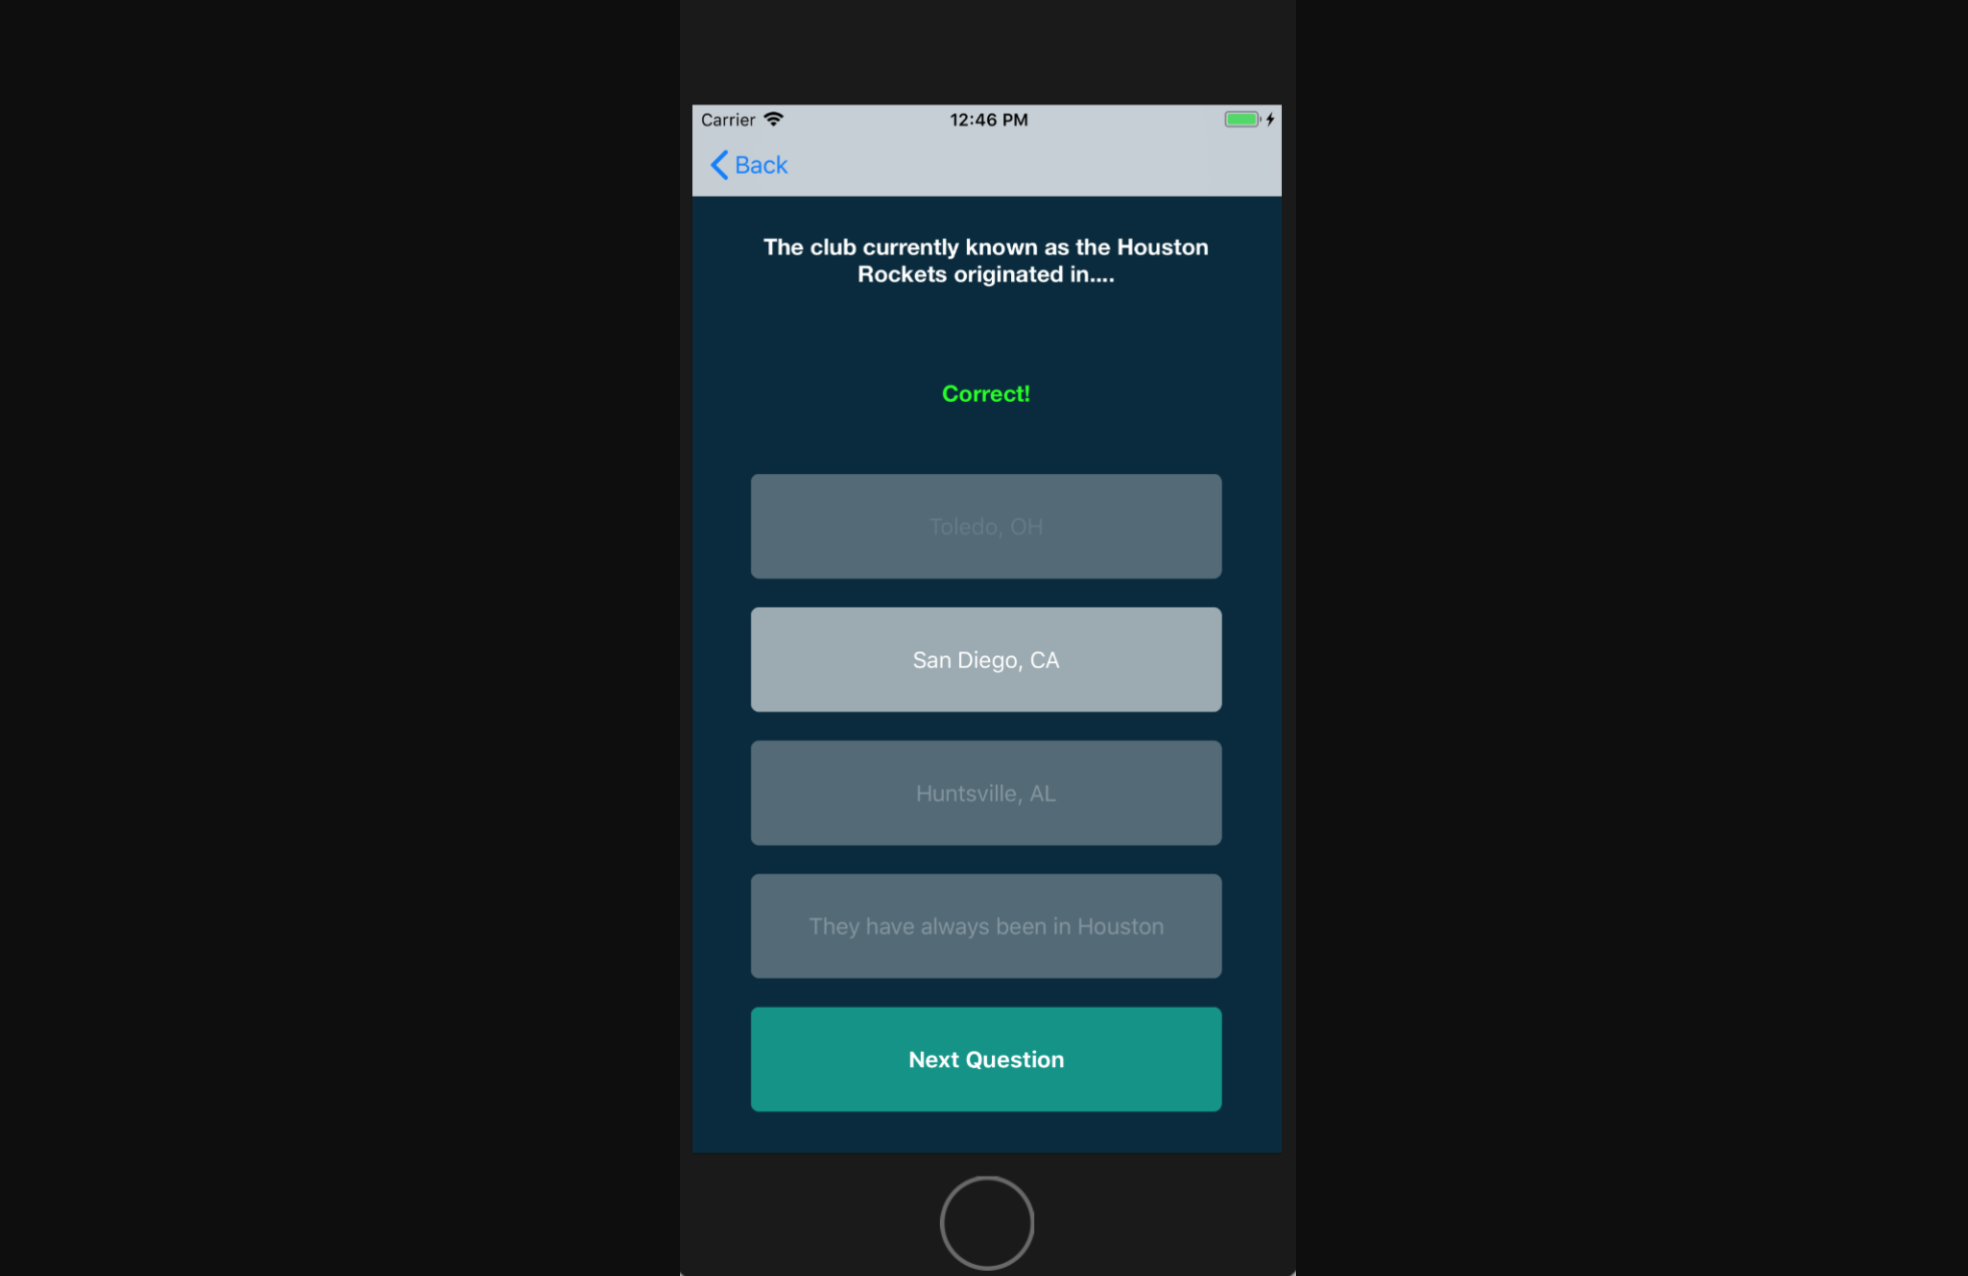 Carrier
12:46 PM
Back
The club currently known as the Houston
Rockets originated in....
Correct!
Toledo, OH
San Diego, CA
Huntsville, AL
They have always been in Houston
Next Question